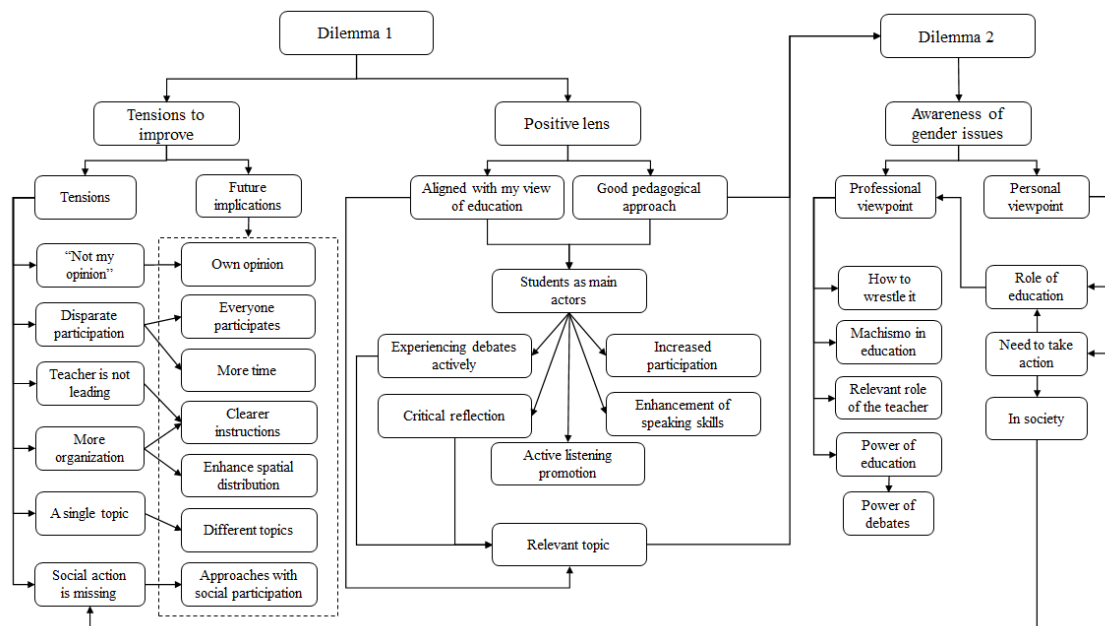 Dilemma 1
Dilemma 2
Tensions to
improve
Positive lens
Awareness of
gender issues
Tensions
Future
implications
Aligned with my view
of education
Good pedagogical
approach
Professional
viewpoint
Personal
viewpoint
“Not my
opinion”
Own opinion
Students as main
actors
How to
wrestle it
Role of
education
Disparate
participation
Everyone
participates
More time
Experiencing debates
actively
Increased
participation
Machismo in
education
Need to take
action
Teacher is not
leading
Clearer
instructions
Critical reflection
Enhancement of
speaking skills
Relevant role
of the teacher
In society
More
organization
Enhance spatial
distribution
Active listening
promotion
Power of
education
Power of
debates
A single topic
Different topics
Relevant topic
Social action
is missing
Approaches with
social participation